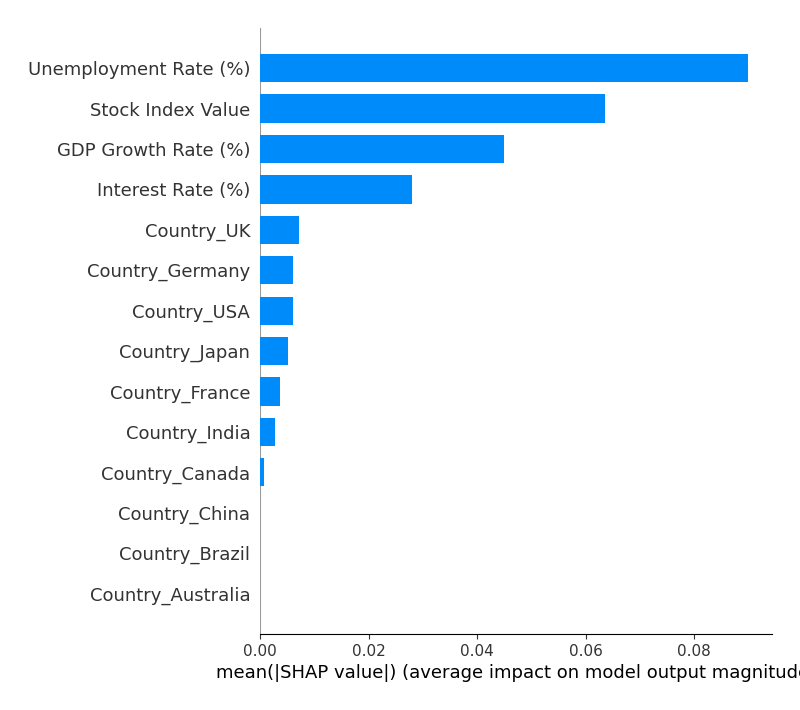 Unemployment Rate (%)
Stock Index Value
GDP Growth Rate (%)
Interest Rate (%)
Country_UK
Country_Germany
Country_USA
Country_Japan
Country_France
Country_India
Country_Canada
Country_China
Country_Brazil
Country_Australia
0.00 0.02 0.04 0.06 0.08
mean(|SHAP value|) (average impact on model output magnitude